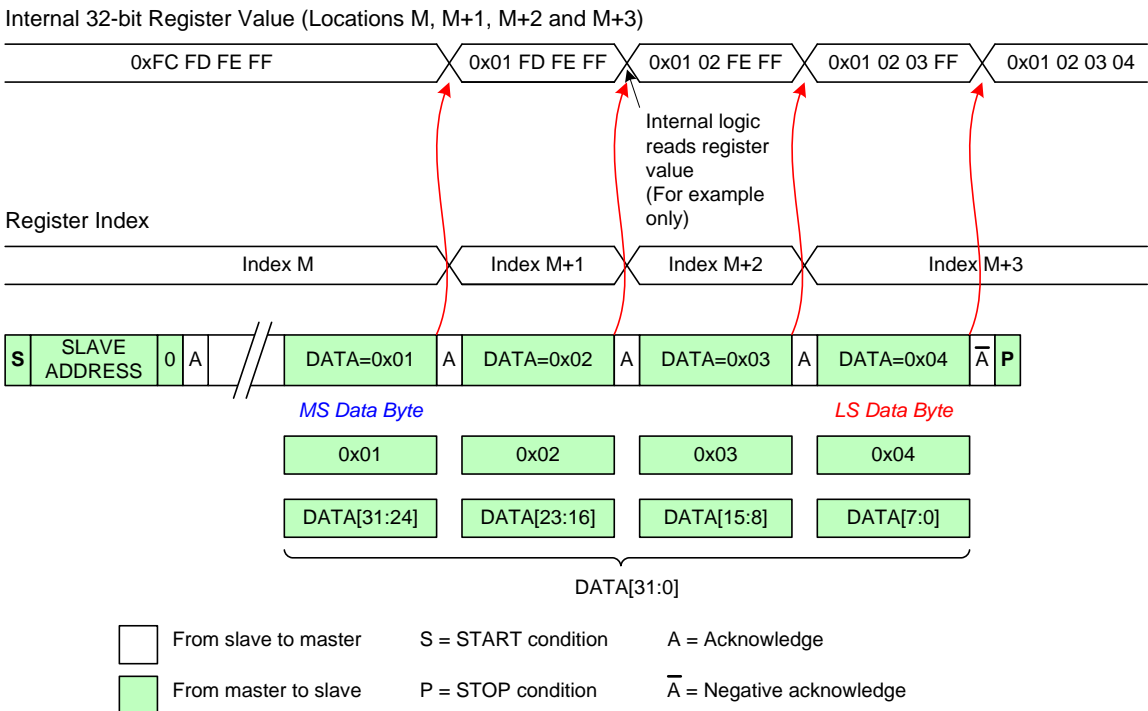 Internal 32-bit Register Value (Locations M, M+1, M+2 and M+3)
0xFC FD FE FF 0x01 FD FE FF 0x01 02 FE FF 0x01 02 03 FF 0x01 02 03 04
Internal logic
reads register
value
(For example
only)
Register Index
Index M Index M+1 Index M+2 Index M+3
S SLAVE ADDRESS 0 A DATA=0x01 A DATA=0x02 A DATA=0x03 A DATA=0x04 A̅ P
MS Data Byte LS Data Byte
0x01 0x02 0x03 0x04
DATA[31:24] DATA[23:16] DATA[15:8] DATA[7:0]
DATA[31:0]
From slave to master S = START condition A = Acknowledge
From master to slave P = STOP condition A̅ = Negative acknowledge